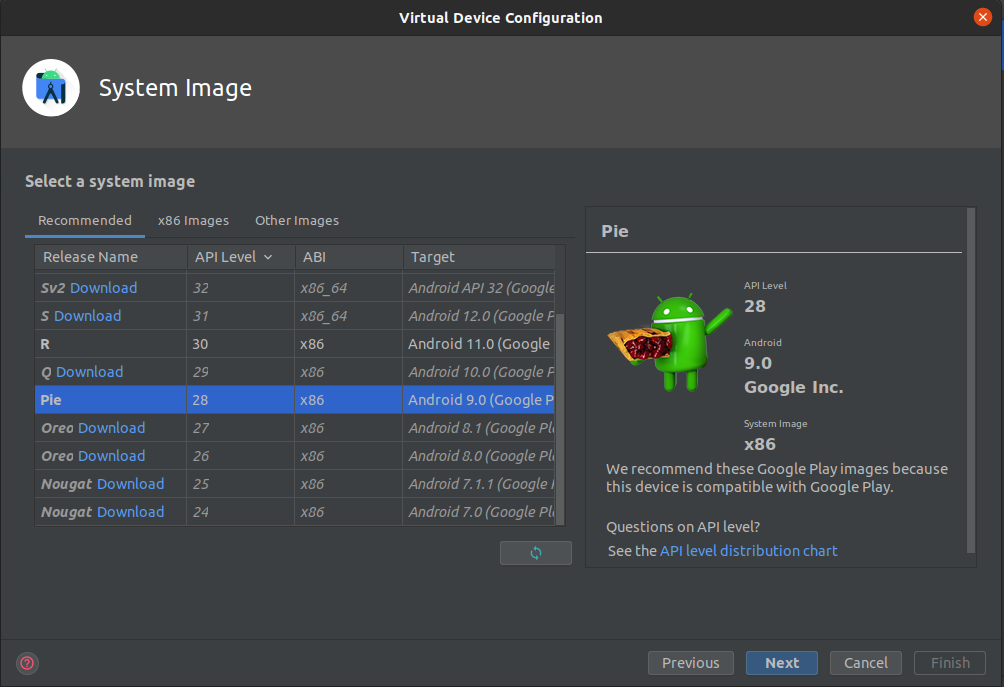 Virtual Device Configuration
System Image
Select a system image
Recommended x86 Images Other Images
Release Name API Level ABI Target
Sv2 Download 32 x86_64 Android API 32 (Google
S Download 31 x86_64 Android 12.0 (Google P
R 30 x86 Android 11.0 (Google
Q Download 29 x86 Android 10.0 (Google P
Pie 28 x86 Android 9.0 (Google P
Oreo Download 27 x86 Android 8.1 (Google Pl
Oreo Download 26 x86 Android 8.0 (Google Pl
Nougat Download 25 x86 Android 7.1.1 (Google
Nougat Download 24 x86 Android 7.0 (Google Pl
Pie
API Level
28
Android
9.0
Google Inc.
System Image
x86
We recommend these Google Play images because
this device is compatible with Google Play.
Questions on API level?
See the API level distribution chart
?
Previous Next Cancel Finish